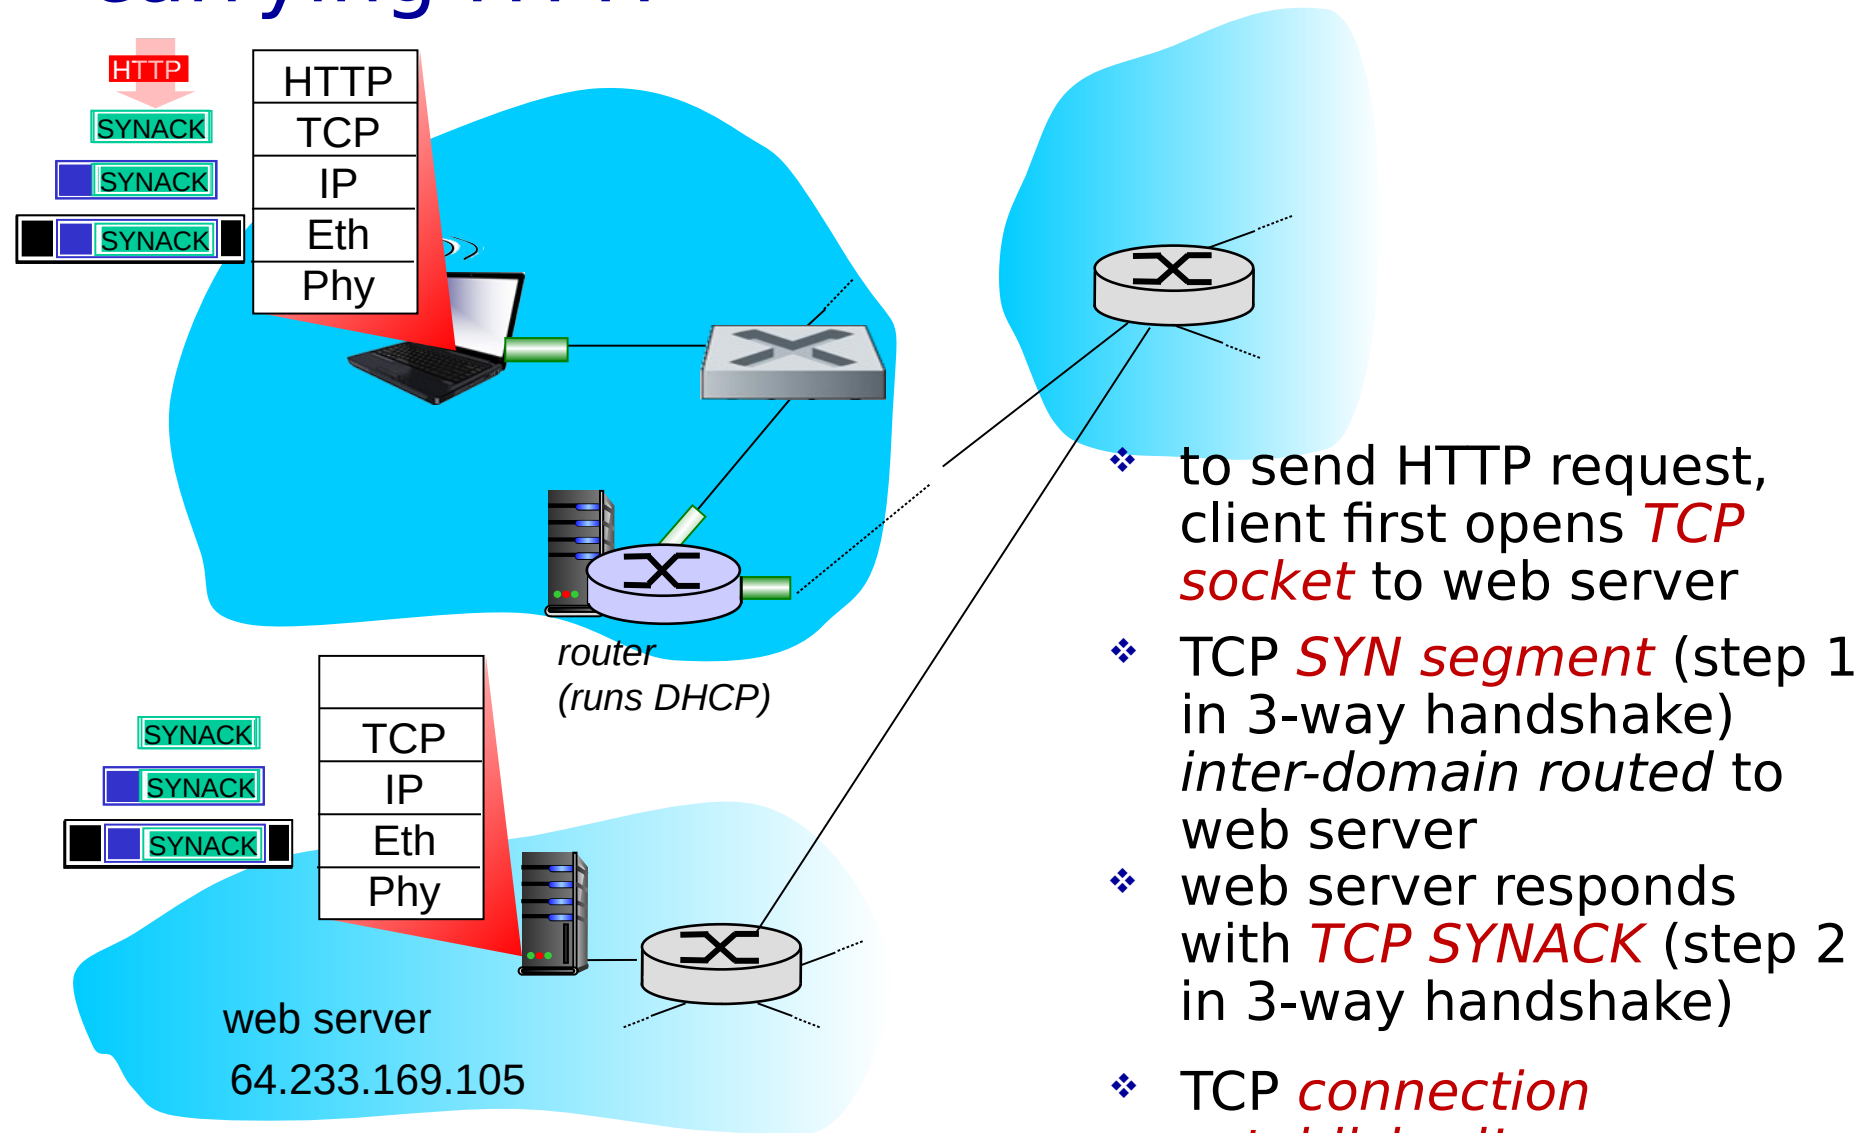 HTTP
SYNACK
SYNACK
SYNACK
HTTP
TCP
IP
Eth
Phy
router
(runs DHCP)
SYNACK
SYNACK
SYNACK
TCP
IP
Eth
Phy
web server
64.233.169.105
to send HTTP request,
client first opens TCP
socket to web server
TCP SYN segment (step 1
in 3-way handshake)
inter-domain routed to
web server
web server responds
with TCP SYNACK (step 2
in 3-way handshake)
TCP connection